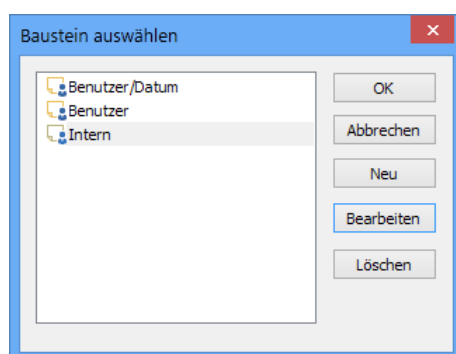 Baustein auswählen
Benutzer/Datum
Benutzer
Intern
OK
Abbrechen
Neu
Bearbeiten
Löschen